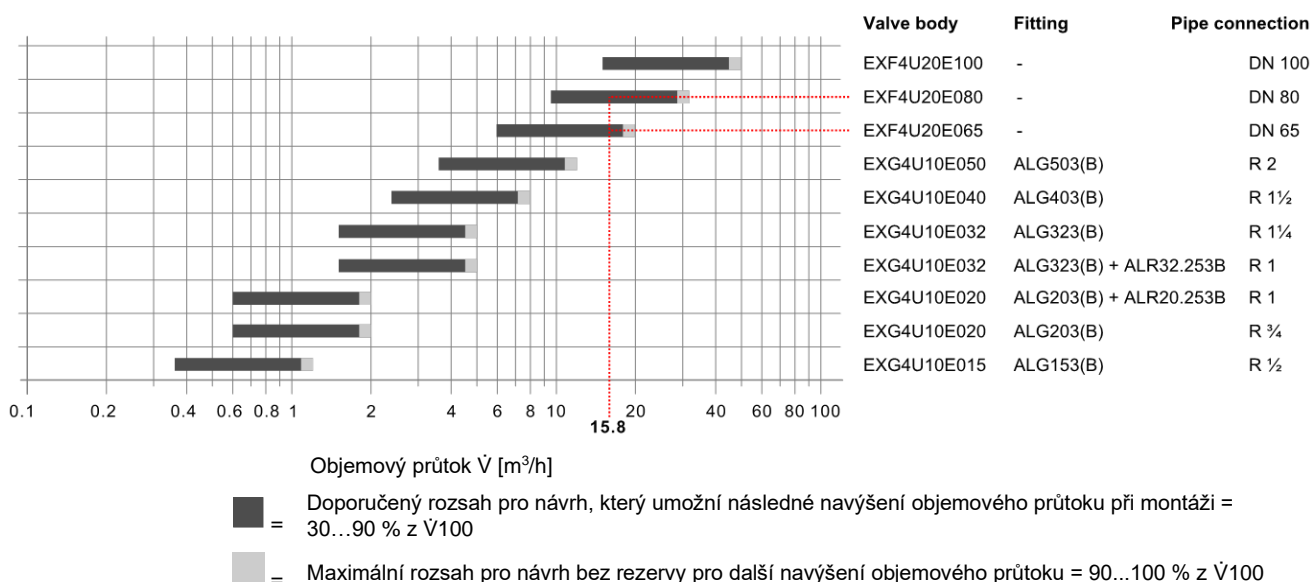 Valve body Fitting Pipe connection
EXF4U20E100 - DN 100
EXF4U20E080 - DN 80
EXF4U20E065 - DN 65
EXG4U10E050 ALG503(B) R 2
EXG4U10E040 ALG403(B) R 1½
EXG4U10E032 ALG323(B) R 1¼
EXG4U10E032 ALG323(B) + ALR32.253B R 1
EXG4U10E020 ALG203(B) + ALR20.253B R 1
EXG4U10E020 ALG203(B) R ¾
EXG4U10E015 ALG153(B) R ½
0.1 0.2 0.4 0.6 0.8 1 2 4 6 8 10 20 40 60 80 100
15.8
Objemový průtok V̇ [m³/h]
= Doporučený rozsah pro návrh, který umožní následné navýšení objemového průtoku při montáži =
30…90 % z V̇100
= Maximální rozsah pro návrh bez rezervy pro další navýšení objemového průtoku = 90...100 % z V̇100